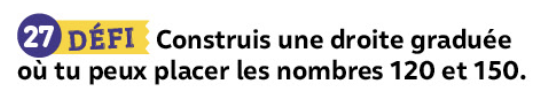 27 DÉFI Construis une droite graduée
où tu peux placer les nombres 120 et 150.